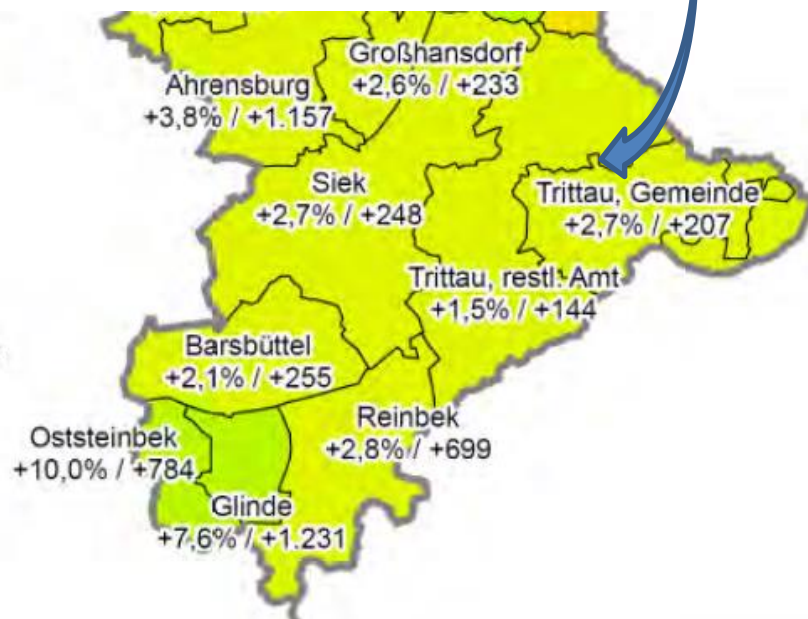 Großhansdorf
+2,6% / +233
Ahrensburg
+3,8% / +1.157
Siek
+2,7% / +248
Trittau, Gemeinde
+2,7% / +207
Trittau, restl. Amt
+1,5% / +144
Barsbüttel
+2,1% / +255
Reinbek
+2,8% / +699
Oststeinbek
+10,0% / +784
Glinde
+7,6% / +1.231